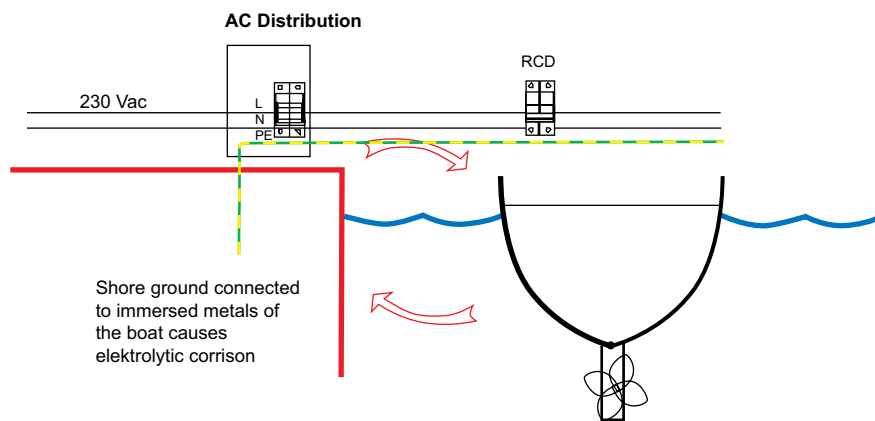 AC Distribution
RCD
230 Vac
L
N
PE
Shore ground connected
to immersed metals of
the boat causes
elektrolytic corrison